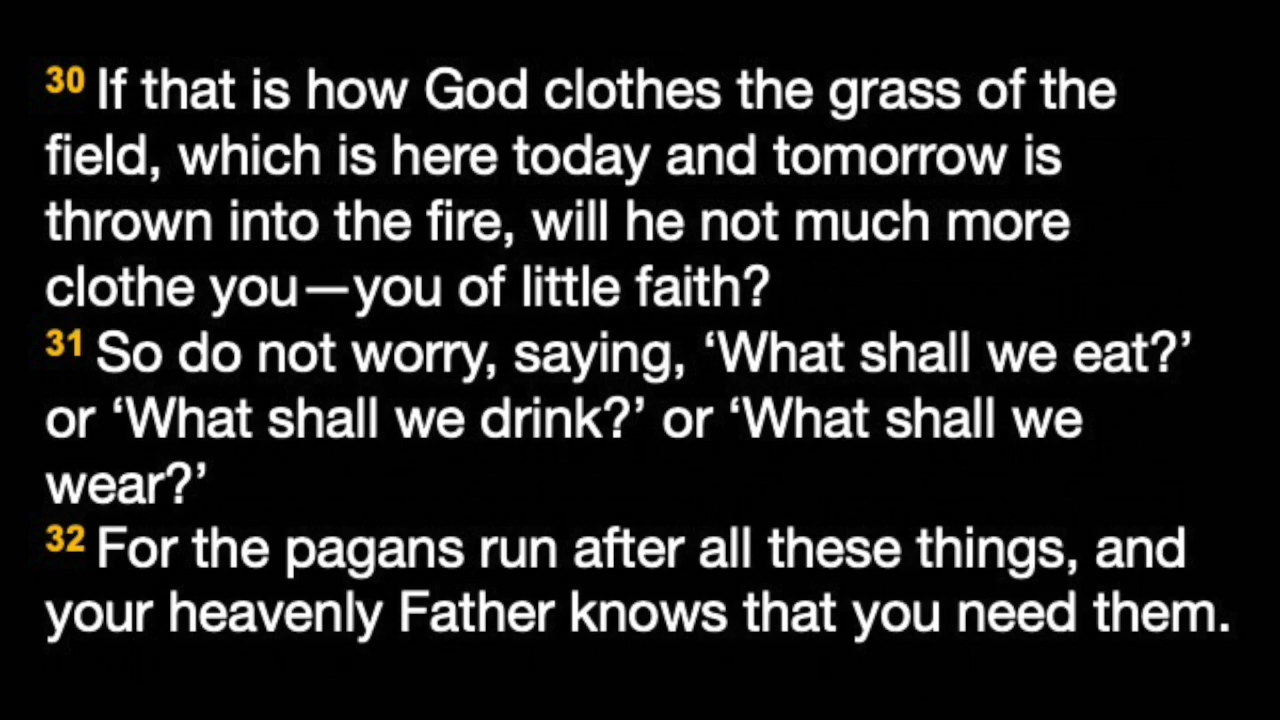 30 If that is how God clothes the grass of the
field, which is here today and tomorrow is
thrown into the fire, will he not much more
clothe you—you of little faith?
31 So do not worry, saying, ‘What shall we eat?’
or ‘What shall we drink?’ or ‘What shall we
wear?’
32 For the pagans run after all these things, and
your heavenly Father knows that you need them.